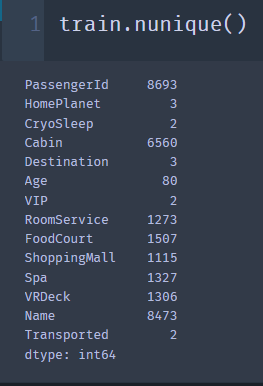 1 train.nunique()
PassengerId 8693
HomePlanet 3
CryoSleep 2
Cabin 6560
Destination 3
Age 80
VIP 2
RoomService 1273
FoodCourt 1507
ShoppingMall 1115
Spa 1327
VRDeck 1306
Name 8473
Transported 2
dtype: int64